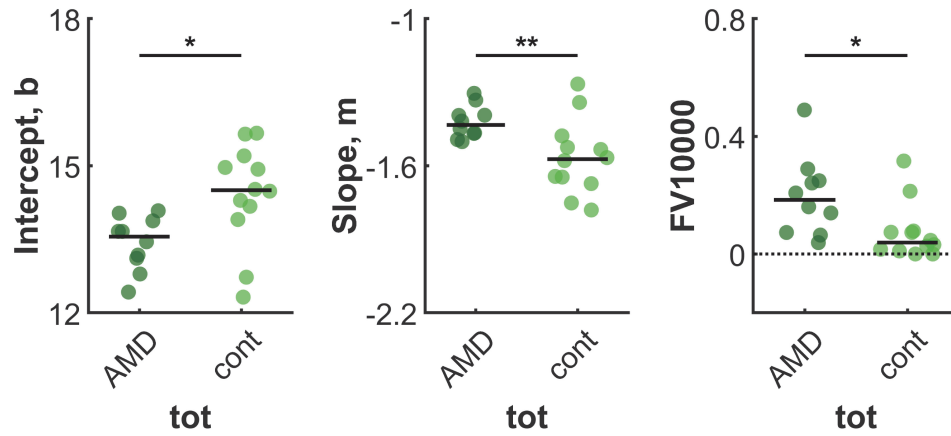 Intercept, b
18
15
12
*
AMD
cont
tot
Slope, m
-1
-1.6
-2.2
**
AMD
cont
tot
FV10000
0.8
0.4
0
*
AMD
cont
tot